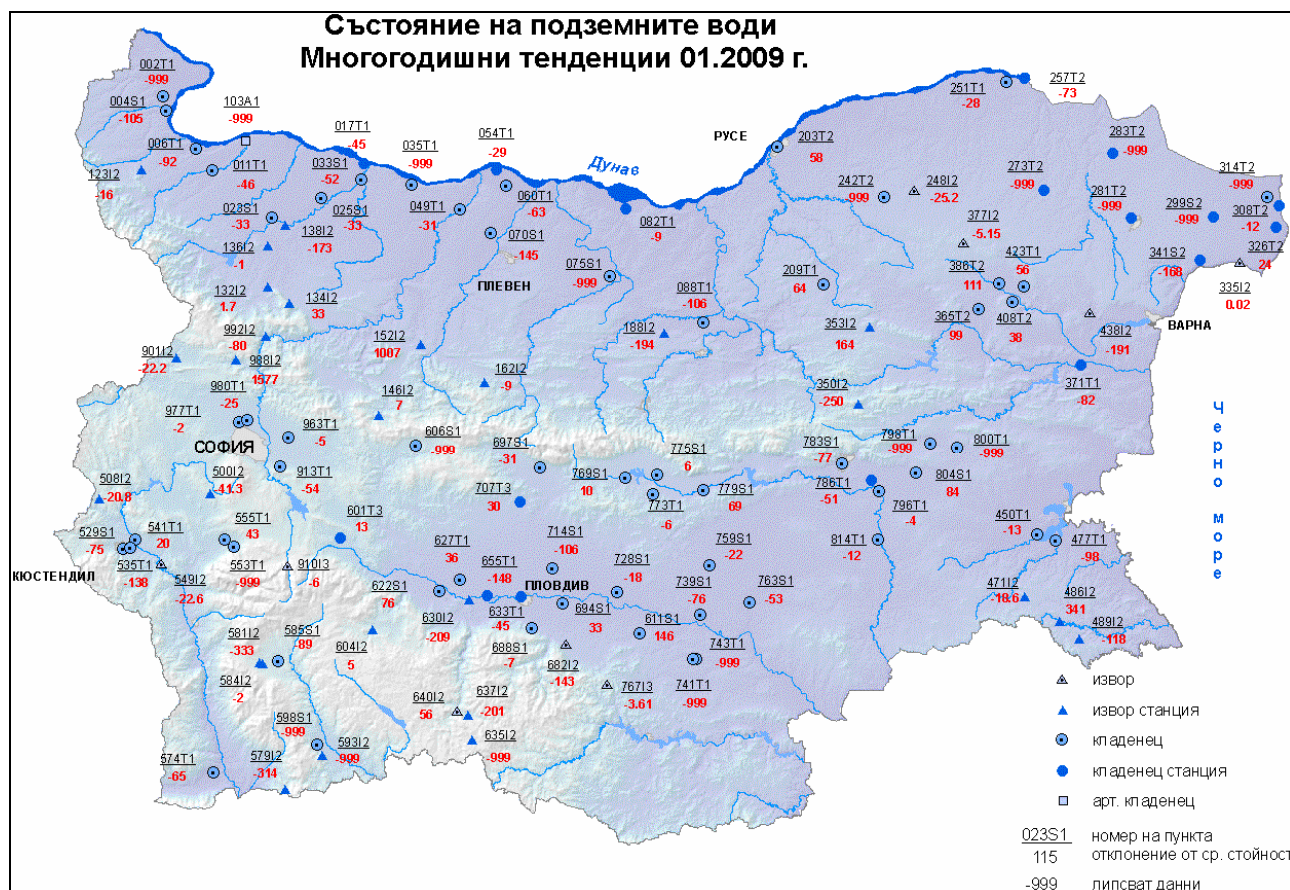 Състояние на подземните води
Многогодишни тенденции 01.2009 г.
002T1
-999
004S1
-105
103A1
-999
006T1
-92
017T1
-45
033S1
-52
035T1
-999
054T1
-29
011T1
-46
123I2
-16
023S1
-33
025S1
-33
138I2
-173
049T1
-31
060T1
-63
070S1
-145
136I2
-1
132I2
1.7
134I2
33
ПЛЕВЕН
Дунав
082T1
-9
075S1
-999
088T1
-106
РУСЕ
203T2
58
251T1
-28
257T2
-73
283T2
-999
242T2
-999
248I2
-25.2
273T2
-999
281T2
-999
299S2
-999
314T2
-999
308T2
-12
326T2
24
377I2
-5.15
423T1
56
386T2
111
341S2
-168
335I2
0.02
ВАРНА
209T1
64
365T2
99
408T2
38
438I2
-191
353I2
164
188I2
-194
371T1
-82
350I2
-250
992I2
-80
988I2
1577
901I2
-22.2
152I2
1007
162I2
-9
146I2
7
980T1
-25
977T1
-2
963T1
-5
СОФИЯ
606S1
-999
697S1
-31
775S1
6
769S1
10
773T1
-6
779S1
69
783S1
-77
798T1
-999
800T1
-999
804S1
84
786T1
-51
796T1
-4
Черно море
508I2
-20.8
500I2
-41.3
913T1
-54
707T3
30
601T3
13
529S1
-75
541T1
20
555T1
43
535T1
-138
КЮСТЕНДИЛ
549I2
-22.6
553T1
-999
910I3
-6
627T1
36
655T1
-148
714S1
-106
ПЛОВДИВ
728S1
-18
759S1
-22
814T1
-12
450T1
-13
477T1
-98
622S1
76
630I2
-209
633T1
-45
694S1
33
611S1
146
739S1
-76
763S1
-53
471I2
-18.6
486I2
341
489I2
-118
581I2
-333
585S1
-89
604I2
5
688S1
-7
682I2
-143
743T1
-999
741T1
-999
767I3
-3.61
584I2
-2
640I2
56
637I2
-201
635I2
-999
598S1
-999
593I2
-999
574T1
-65
579I2
-314
извор
извор станция
кладенец
кладенец станция
арт. кладенец
023S1 номер на пункта
115 отклонение от ср. стойност
-999 липсват данни